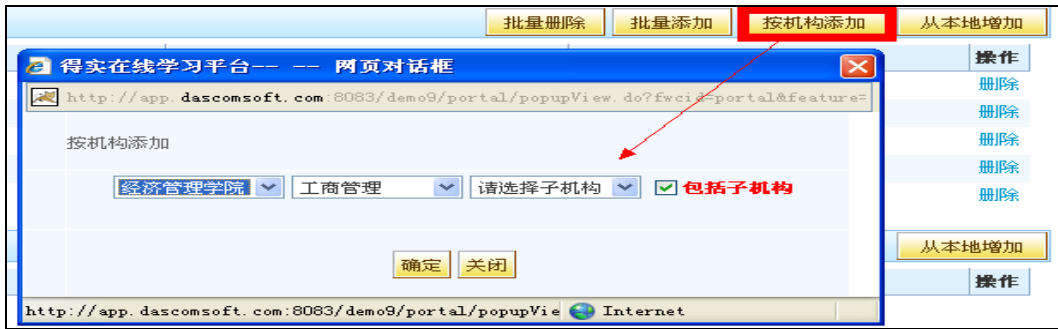 批量删除 批量添加 按机构添加 从本地增加
操作
得实在线学习平台-- -- 网页对话框
删除
http://app.dascomsoft.com:8083/demo9/portal/popupView.do?fwcid=portal&feature=
删除
按机构添加
删除
删除
经济管理学院 工商管理 请选择子机构 包括子机构
删除
从本地增加
确定 关闭
操作
http://app.dascomsoft.com:8083/demo9/portal/popupVie Internet